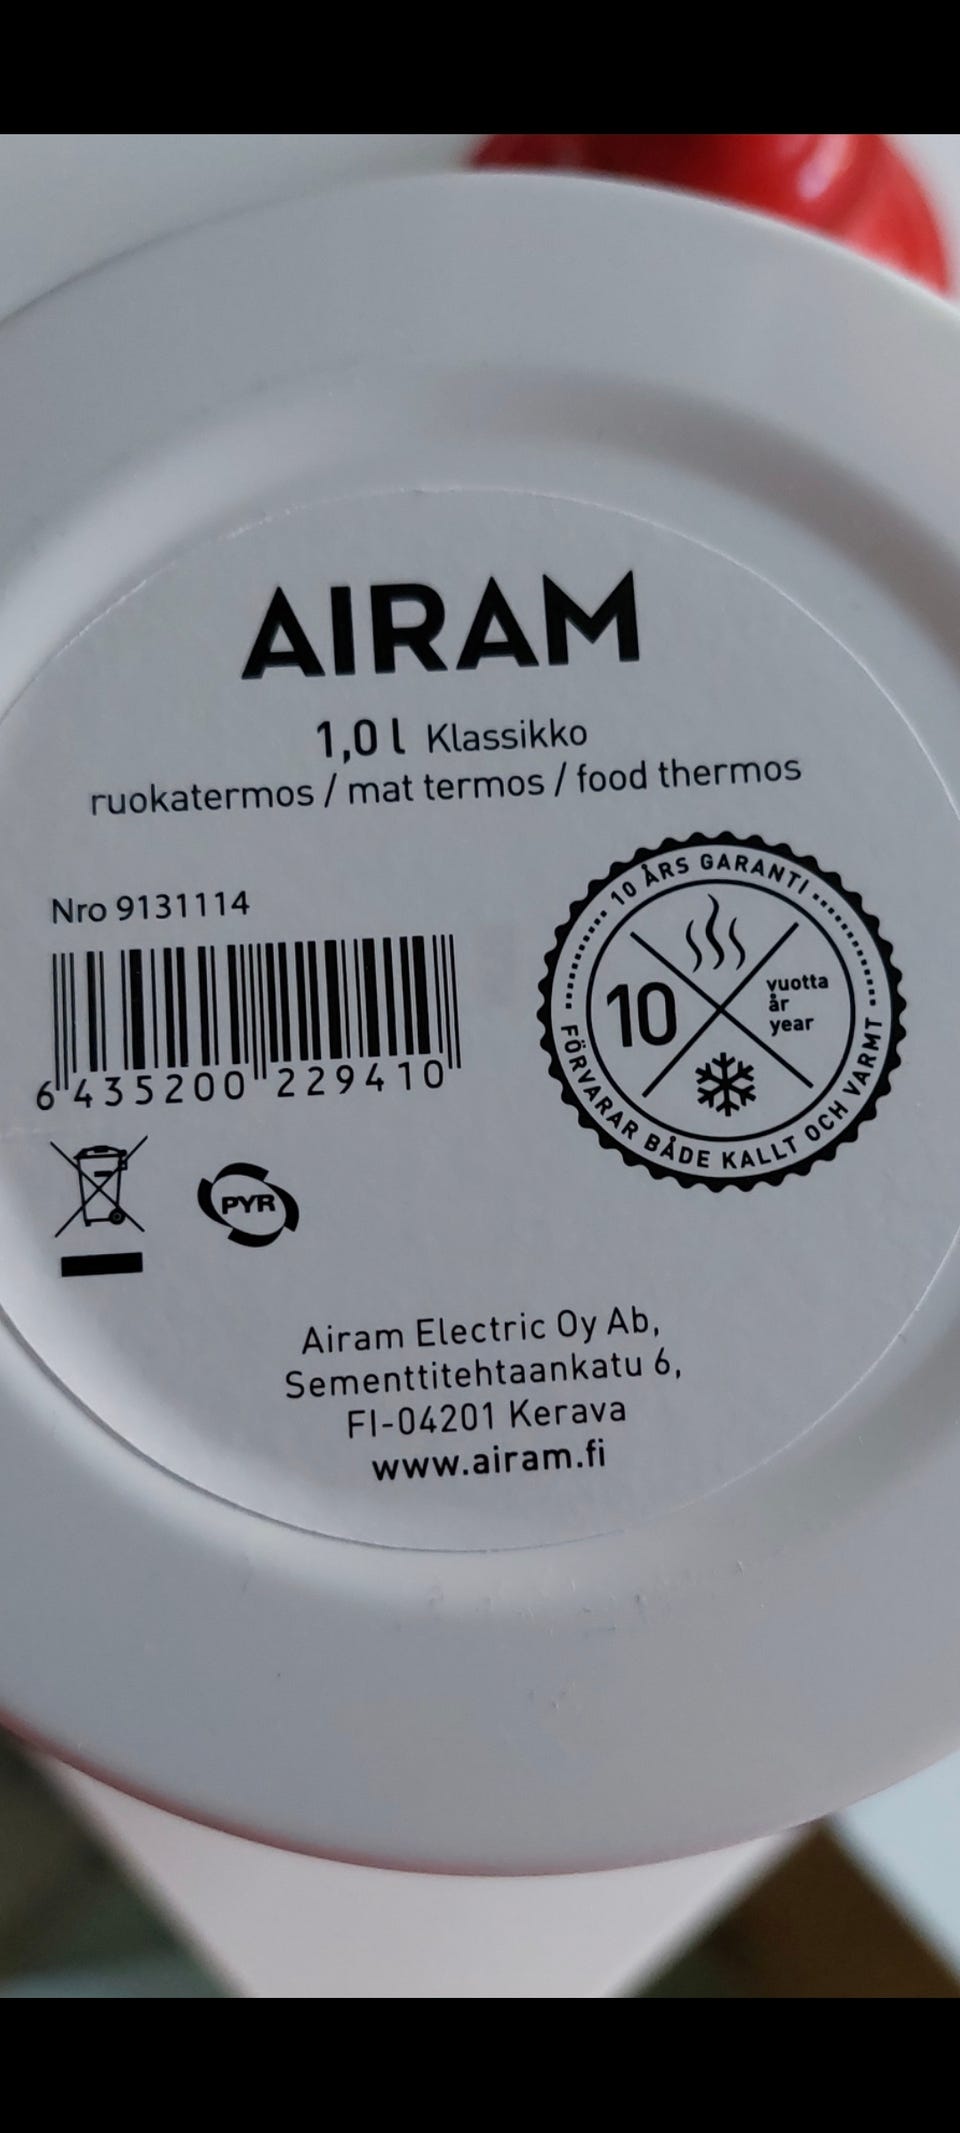 AIRAM
1,0 l Klassikko
ruokatermos / mat termos / food thermos
Nro 9131114
6 435200 229410
10 ÅRS GARANTI
10
vuotta
år
year
FÖRVARAR BÅDE KALLT OCH VARMT
PYR
Airam Electric Oy Ab,
Sementtitehtaankatu 6,
FI-04201 Kerava
www.airam.fi